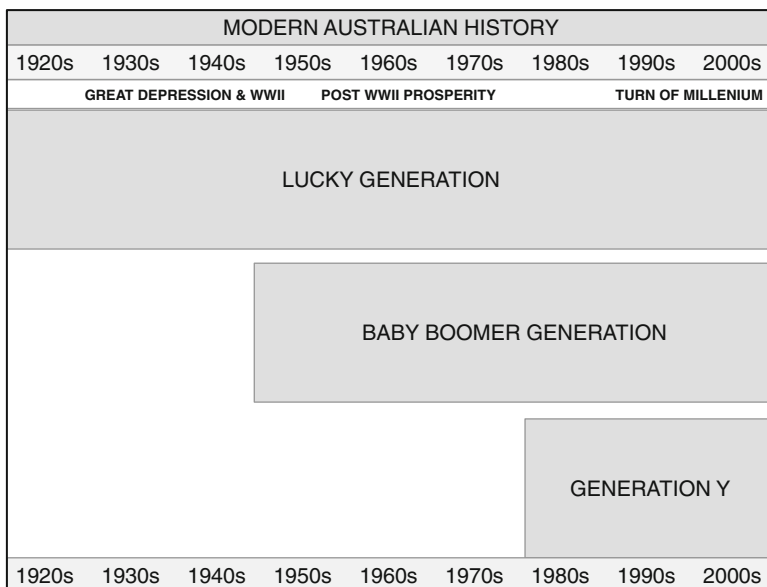 MODERN AUSTRALIAN HISTORY
1920s 1930s 1940s 1950s 1960s 1970s 1980s 1990s 2000s
GREAT DEPRESSION & WWII POST WWII PROSPERITY TURN OF MILLENIUM
LUCKY GENERATION
BABY BOOMER GENERATION
GENERATION Y
1920s 1930s 1940s 1950s 1960s 1970s 1980s 1990s 2000s